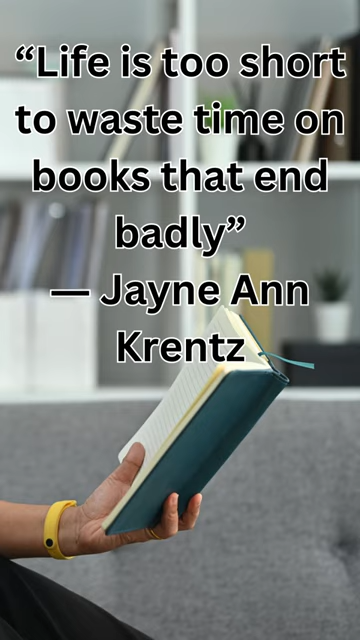 “Life is too short
to waste time on
books that end
badly”
— Jayne Ann
Krentz